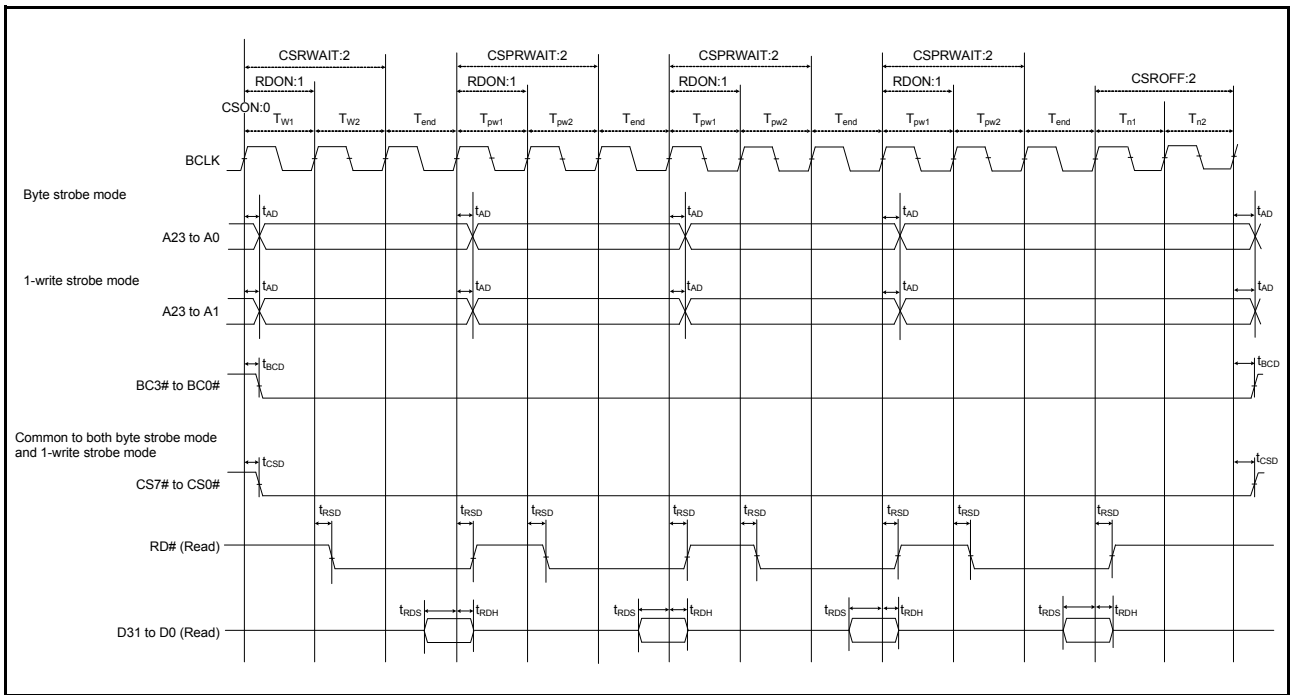 CSRWAIT:2 CSPRWAIT:2 CSPRWAIT:2 CSPRWAIT:2
RDON:1 RDON:1 RDON:1 RDON:1 CSROFF:2
CSON:0
TW1 TW2 Tend Tpw1 Tpw2 Tend Tpw1 Tpw2 Tend Tpw1 Tpw2 Tend Tn1 Tn2
BCLK
Byte strobe mode
tAD tAD tAD tAD tAD
A23 to A0
1-write strobe mode
tAD tAD tAD tAD tAD
A23 to A1
tBCD tBCD
BC3# to BC0#
Common to both byte strobe mode
and 1-write strobe mode
tCSD tCSD
CS7# to CS0#
tRSD tRSD tRSD tRSD tRSD tRSD tRSD tRSD
RD# (Read)
tRDS tRDH tRDS tRDH tRDS tRDH tRDS tRDH
D31 to D0 (Read)